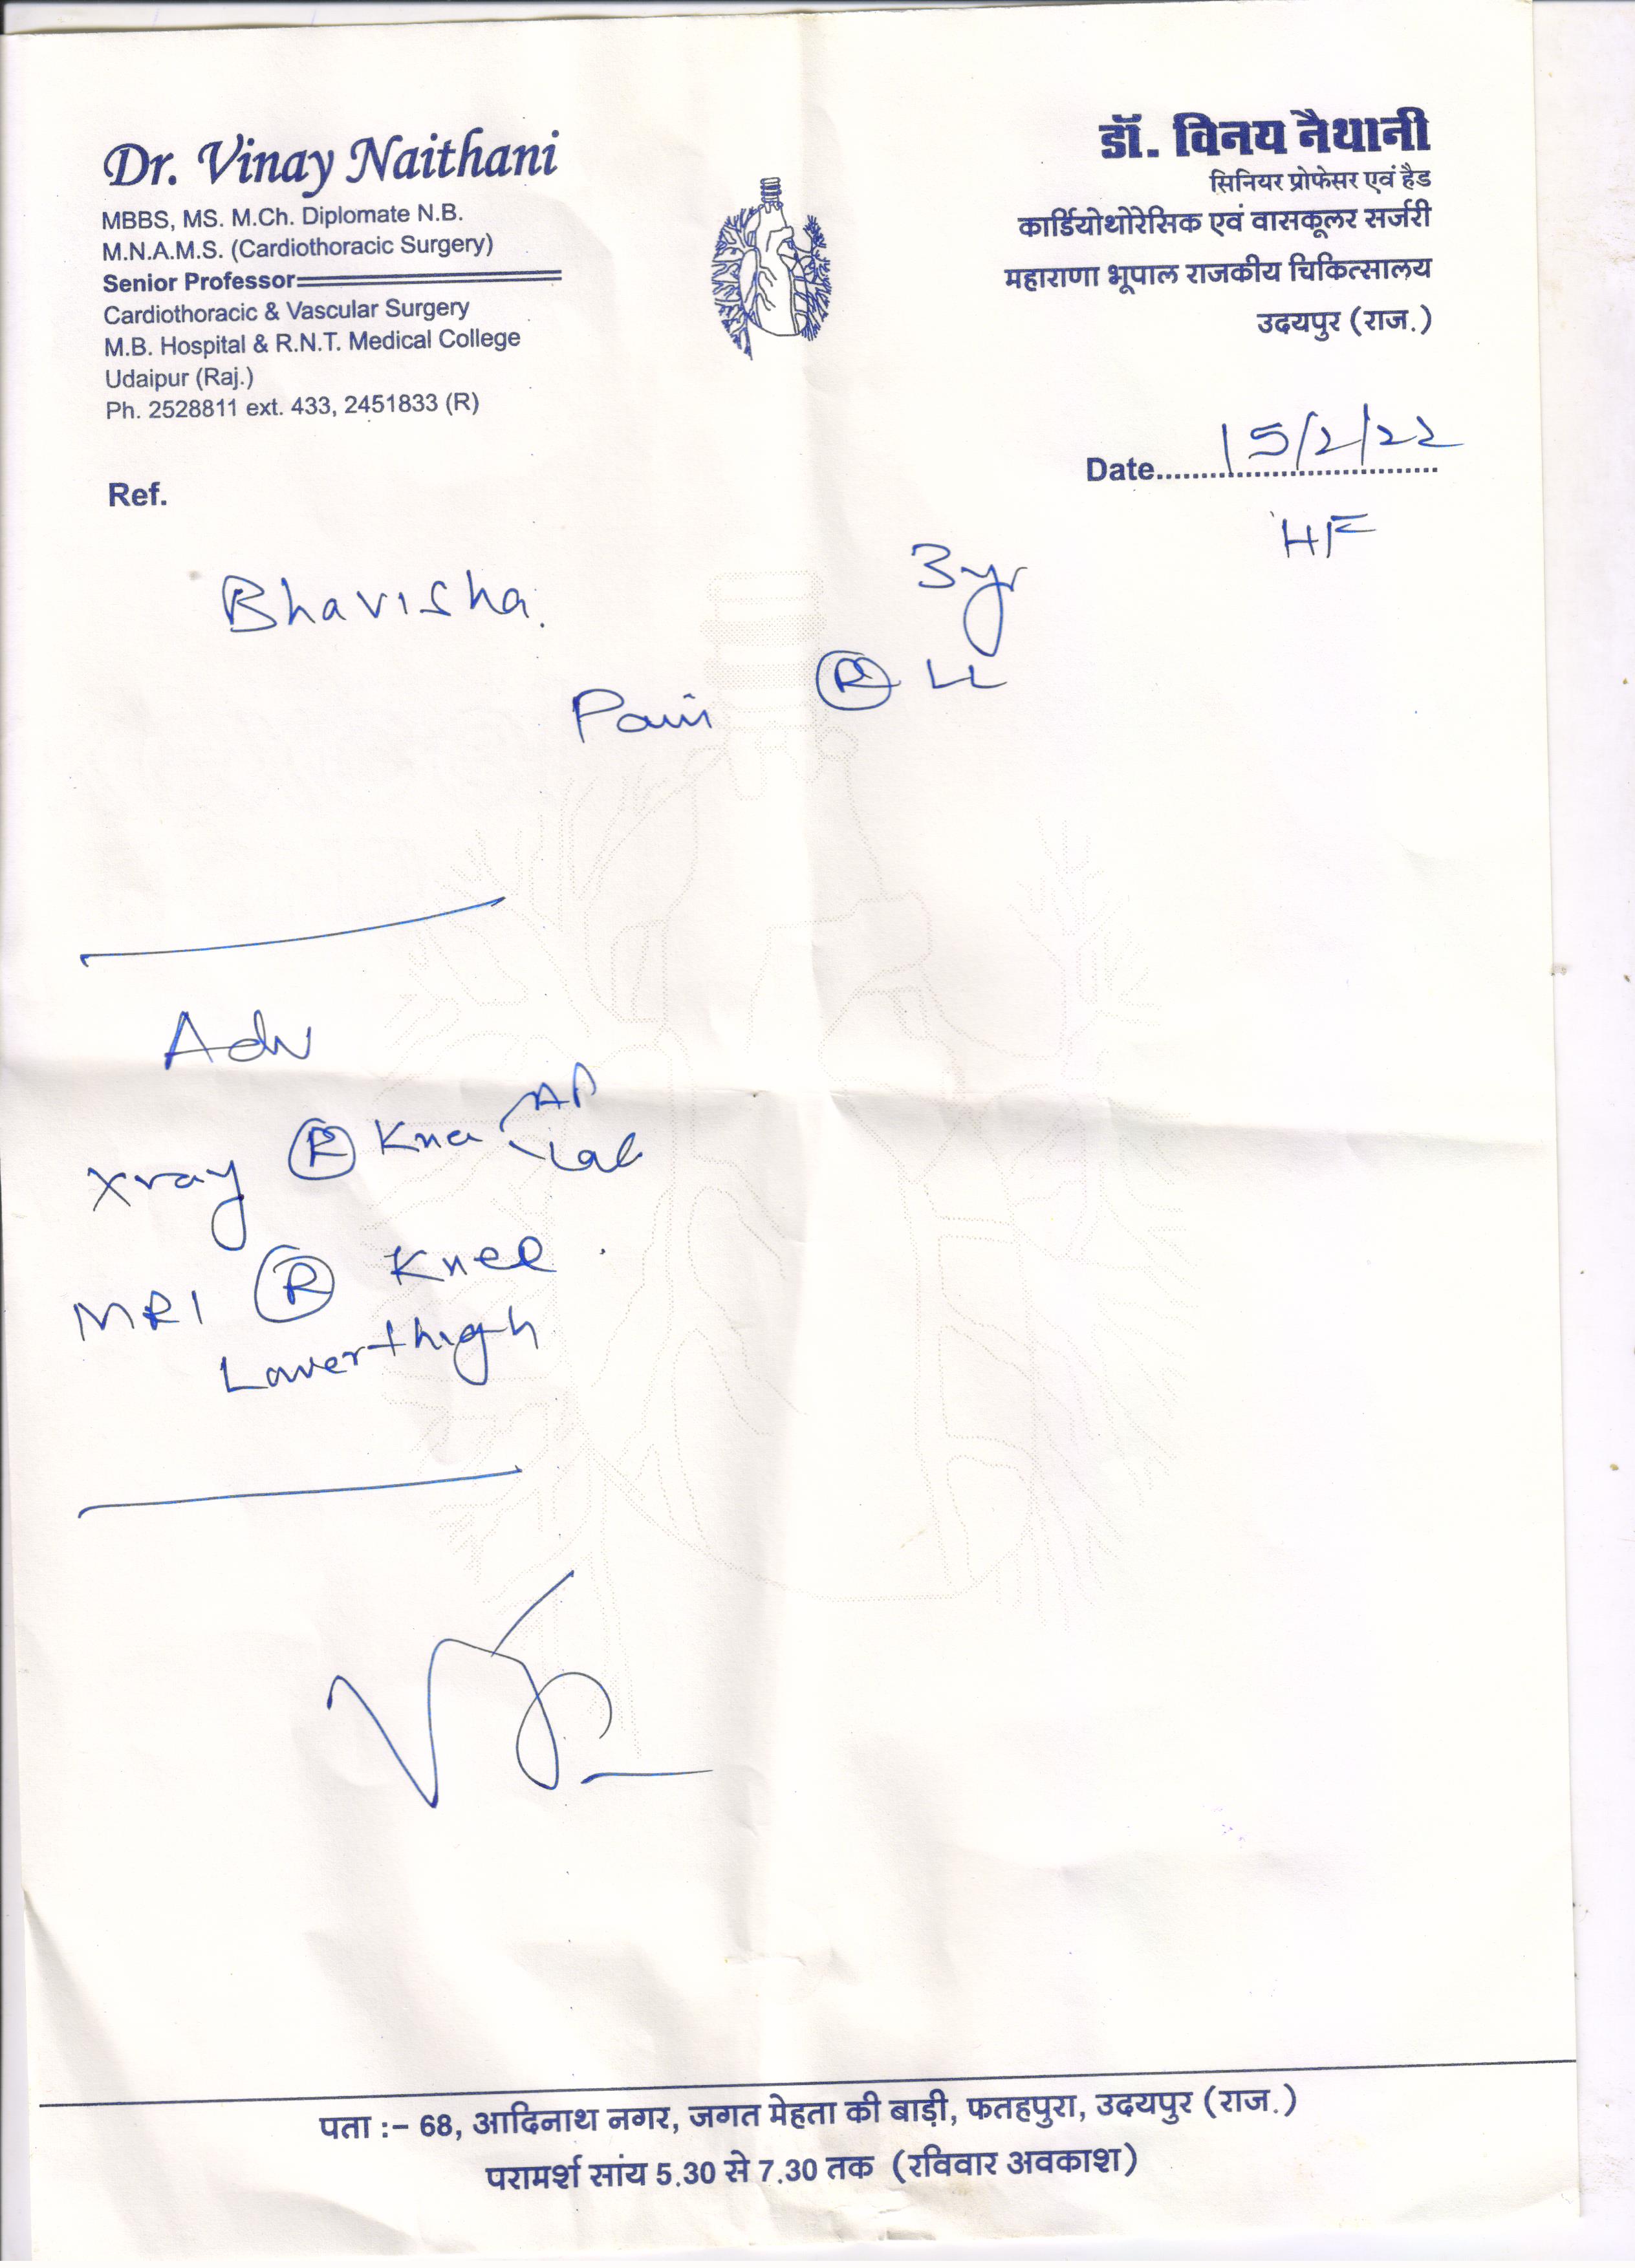 Dr. Vinay Naithani
MBBS, MS. M.Ch. Diplomate N.B.
M.N.A.M.S. (Cardiothoracic Surgery)
Senior Professor
Cardiothoracic & Vascular Surgery
M.B. Hospital & R.N.T. Medical College
Udaipur (Raj.)
Ph. 2528811 ext. 433, 2451833 (R)
डॉ. विनय नैथानी
सिनियर प्रोफेसर एवं हैड
कार्डियोथोरेसिक एवं वासकूलर सर्जरी
महाराणा भूपाल राजकीय चिकित्सालय
उदयपुर (राज.)
Date 15/2/22
Ref.
HF
Bhavisha. 3yr
Pain R LL
Adv
Xray R Knee AP
Lat
MRI R Knee
Lower thigh
पता :- 68, आदिनाथ नगर, जगत मेहता की बाड़ी, फतहपुरा, उदयपुर (राज.)
परामर्श सांय 5.30 से 7.30 तक (रविवार अवकाश)